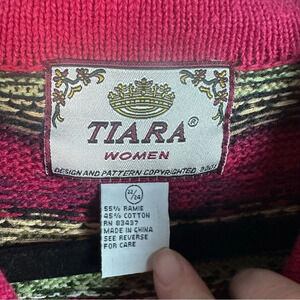 TIARA®
WOMEN
DESIGN AND PATTERN COPYRIGHTED
22/24
55% RAMIE
45% COTTON
RN 83437
MADE IN CHINA
SEE REVERSE
FOR CARE